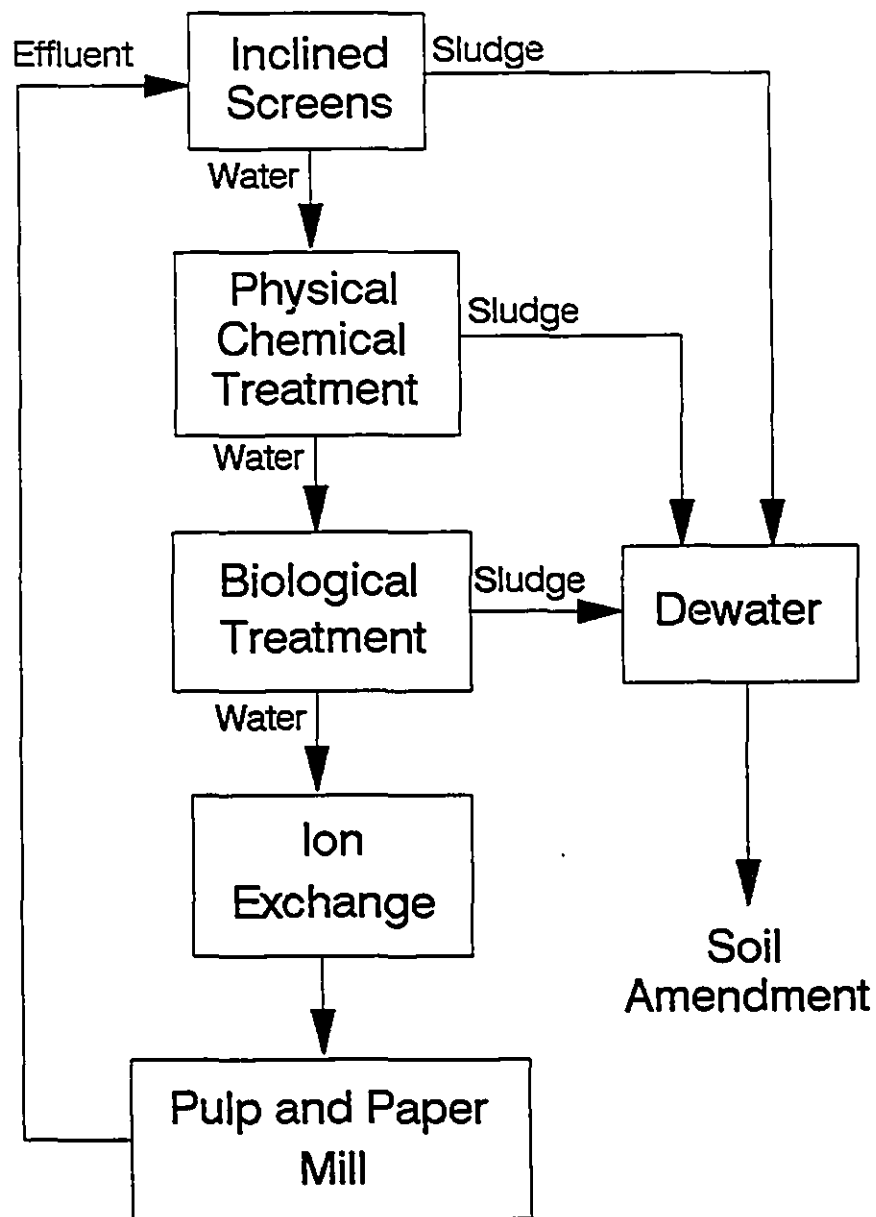 Effluent
Inclined
Screens
Sludge
Water
Physical
Chemical
Treatment
Sludge
Water
Biological
Treatment
Sludge
Dewater
Water
Ion
Exchange
Soil
Amendment
Pulp and Paper
Mill